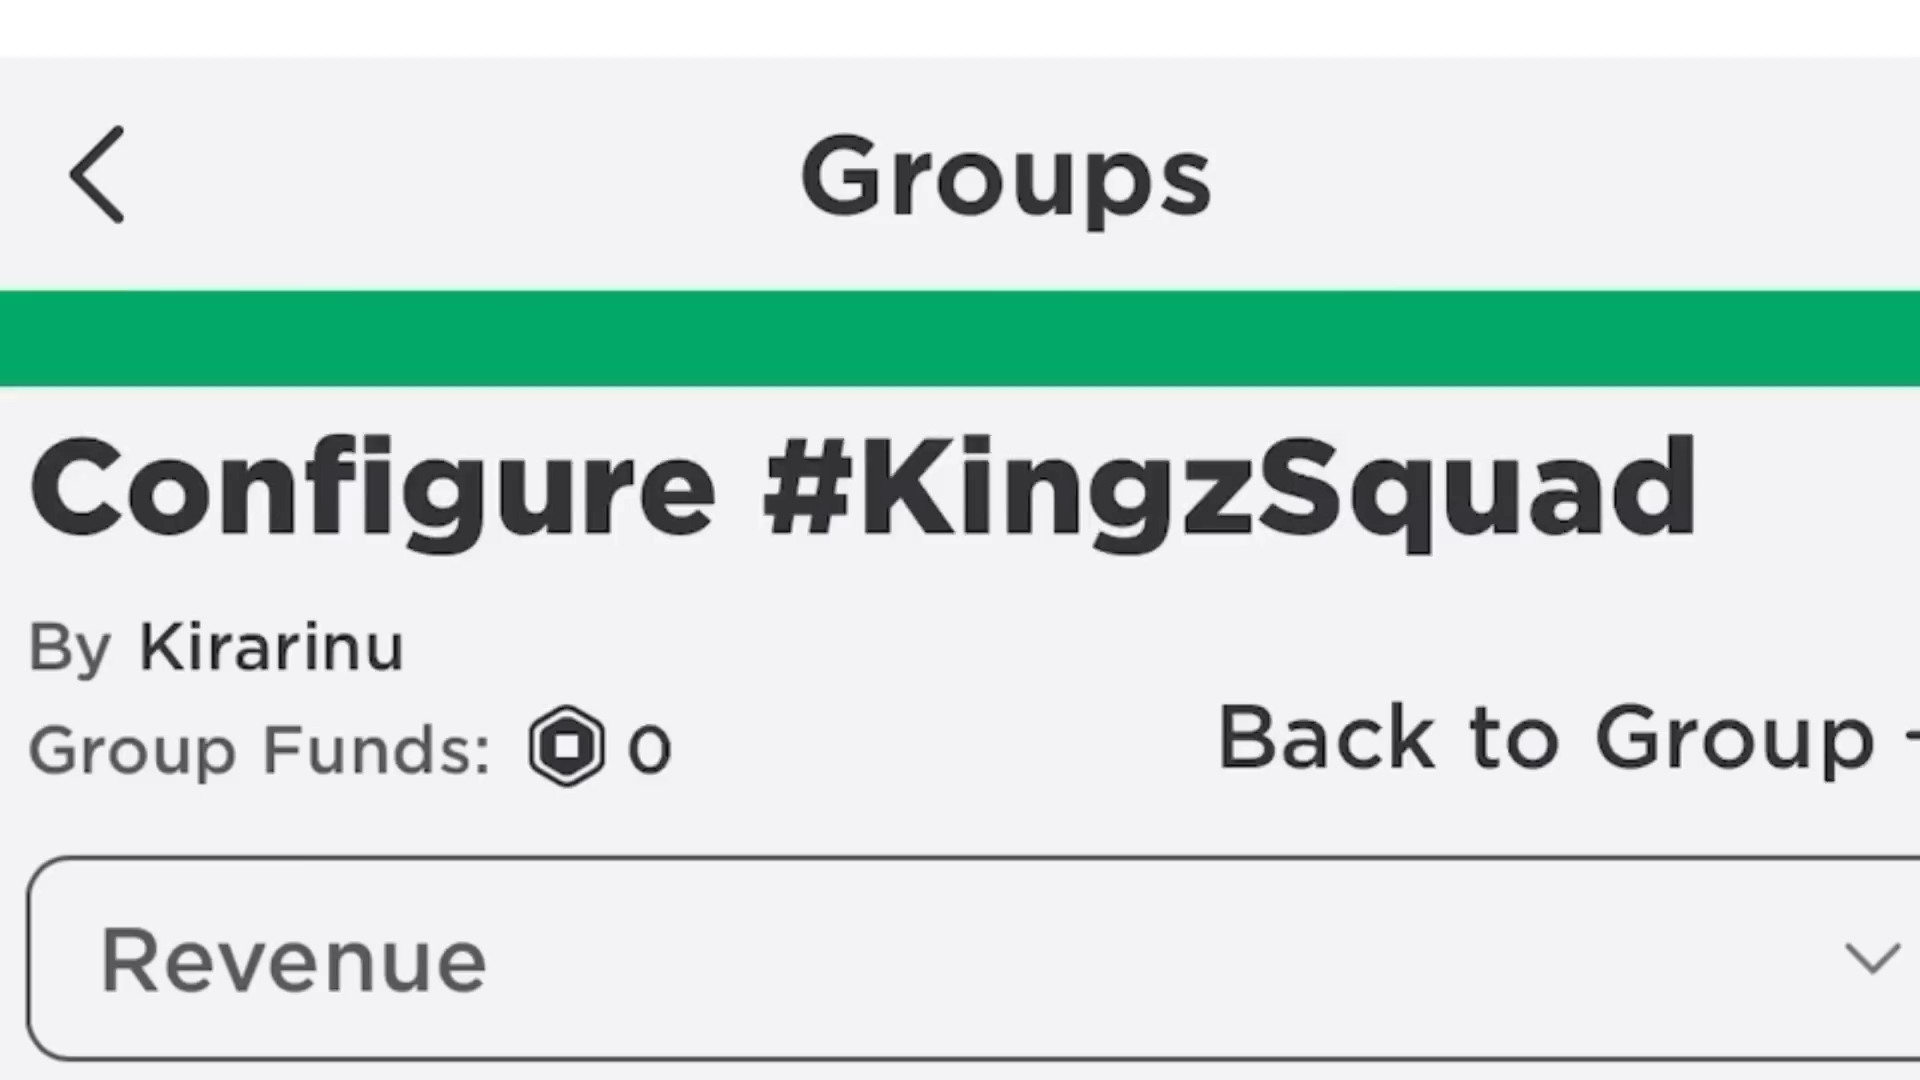 Groups
Configure #KingzSquad
By Kirarinu
Group Funds: 0
Back to Group
Revenue